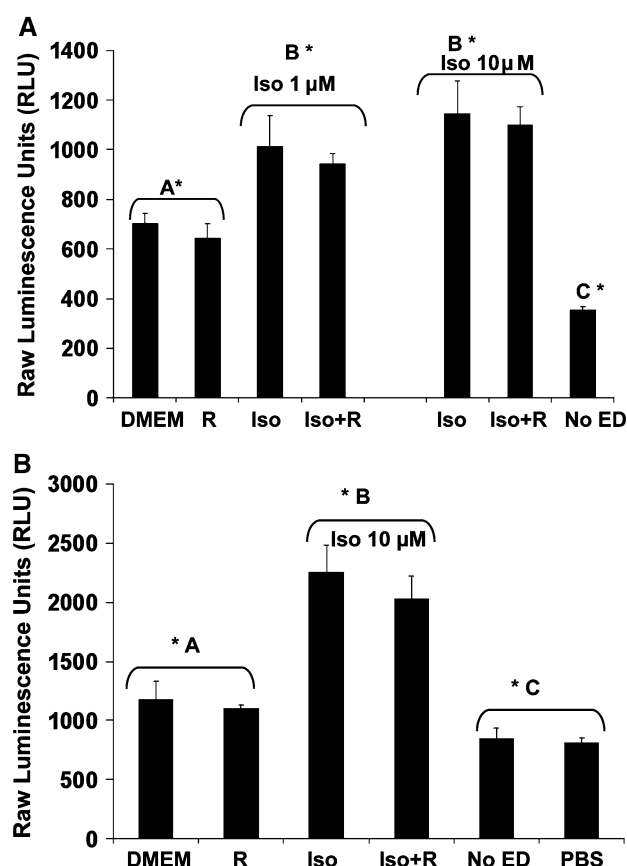 A
Raw Luminescence Units (RLU)
1400
1200
1000
800
600
400
200
0
A*
B *
Iso 1 µM
B *
Iso 10µ M
C *
DMEM R Iso Iso+R Iso Iso+R No ED
B
Raw Luminescence Units (RLU)
3000
2500
2000
1500
1000
500
0
* A
* B
Iso 10 µM
* C
DMEM R Iso Iso+R No ED PBS